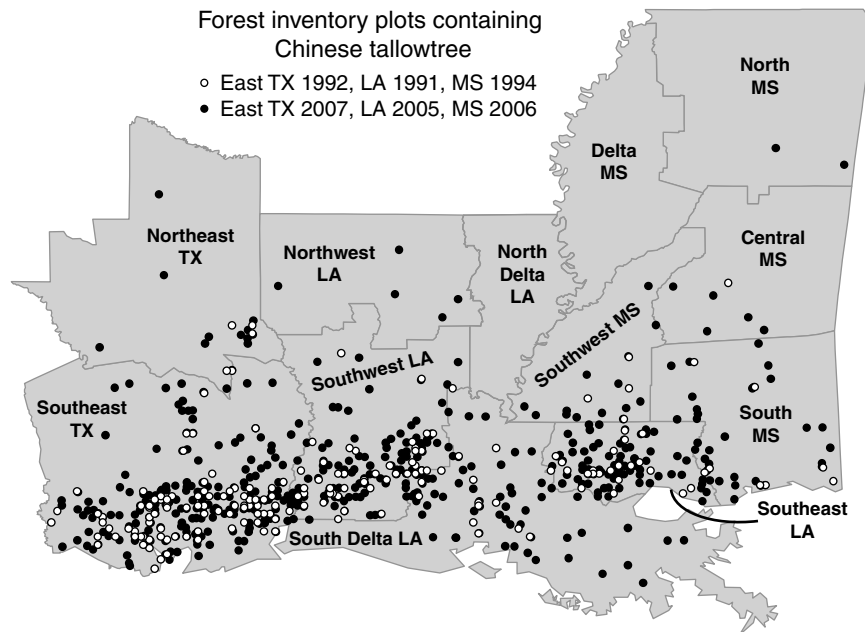 Forest inventory plots containing
Chinese tallowtree
East TX 1992, LA 1991, MS 1994
East TX 2007, LA 2005, MS 2006
North
MS
Delta
MS
Northeast
TX
Northwest
LA
North
Delta
LA
Central
MS
Southwest MS
Southwest LA
Southeast
TX
South
MS
South Delta LA
Southeast
LA